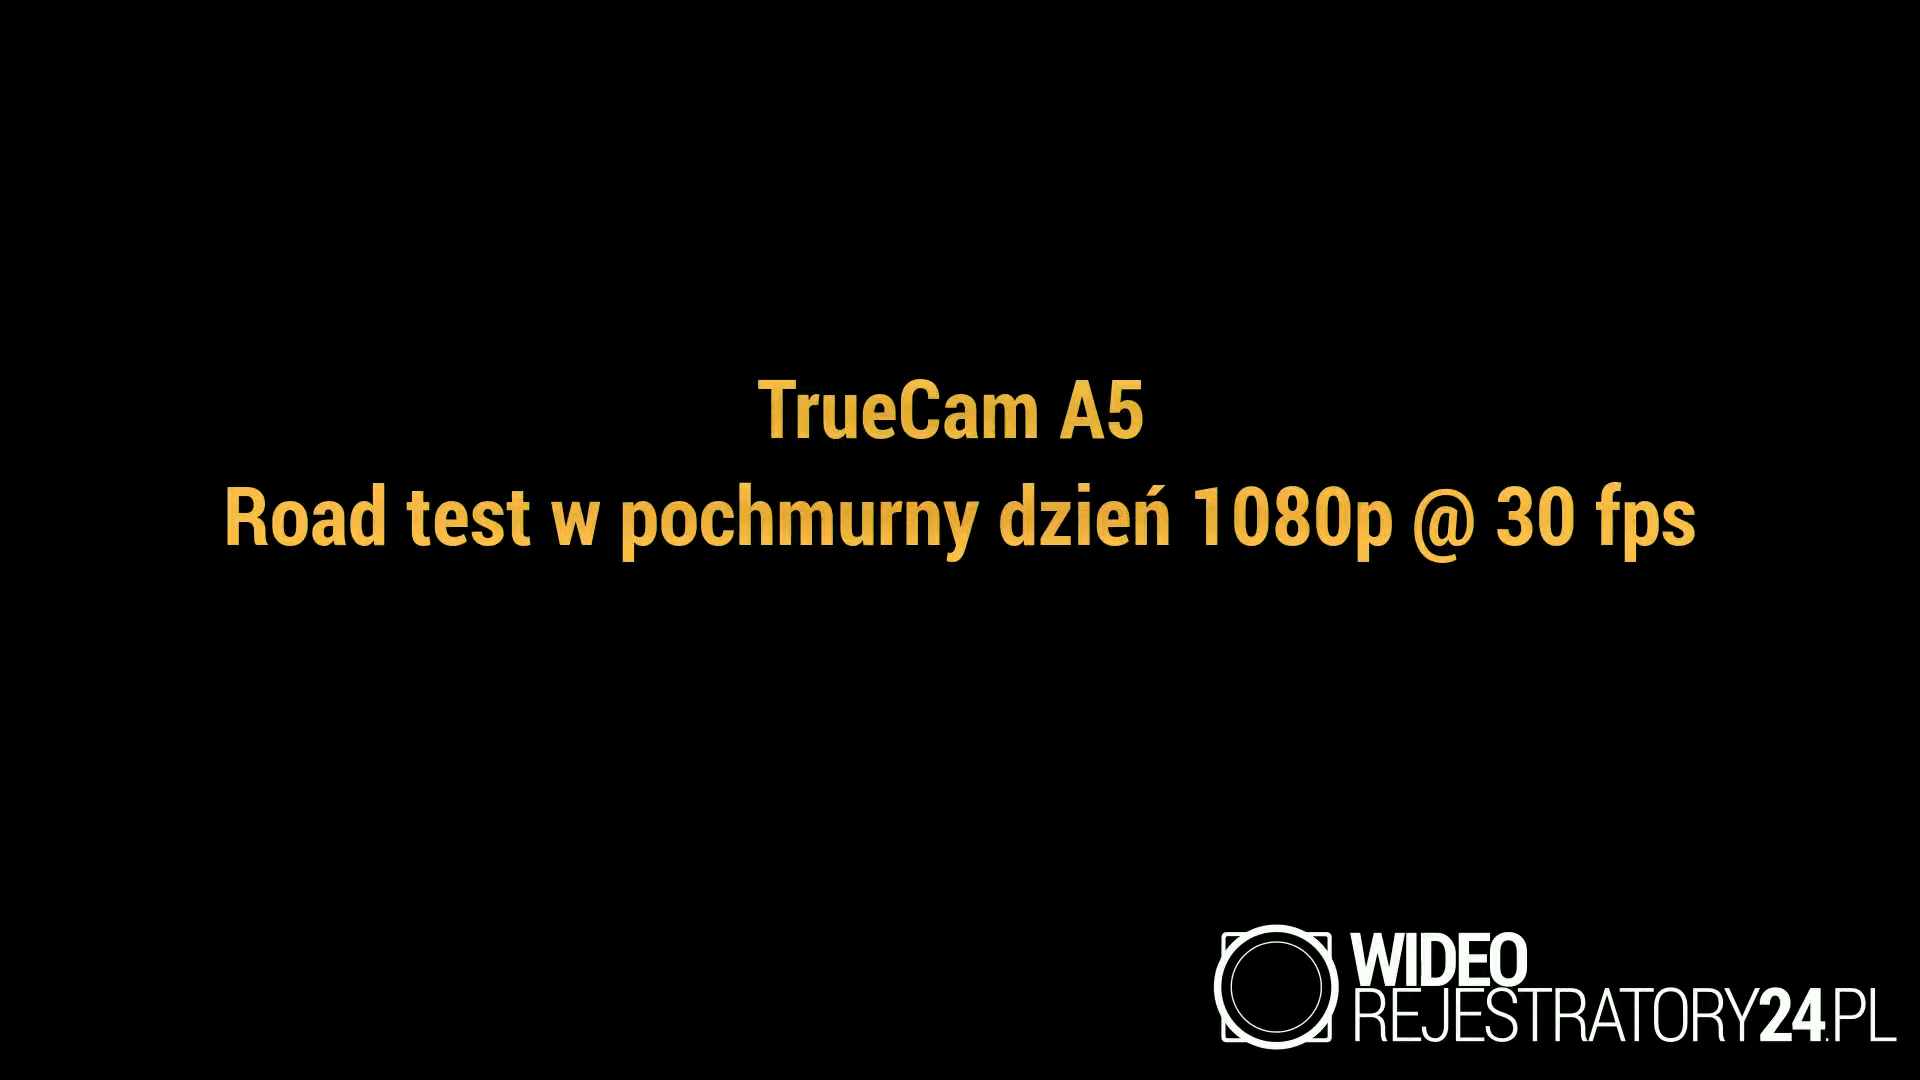 TrueCam A5
Road test w pochmurny dzień 1080p @ 30 fps
WIDEO
REJESTRATORY24.PL